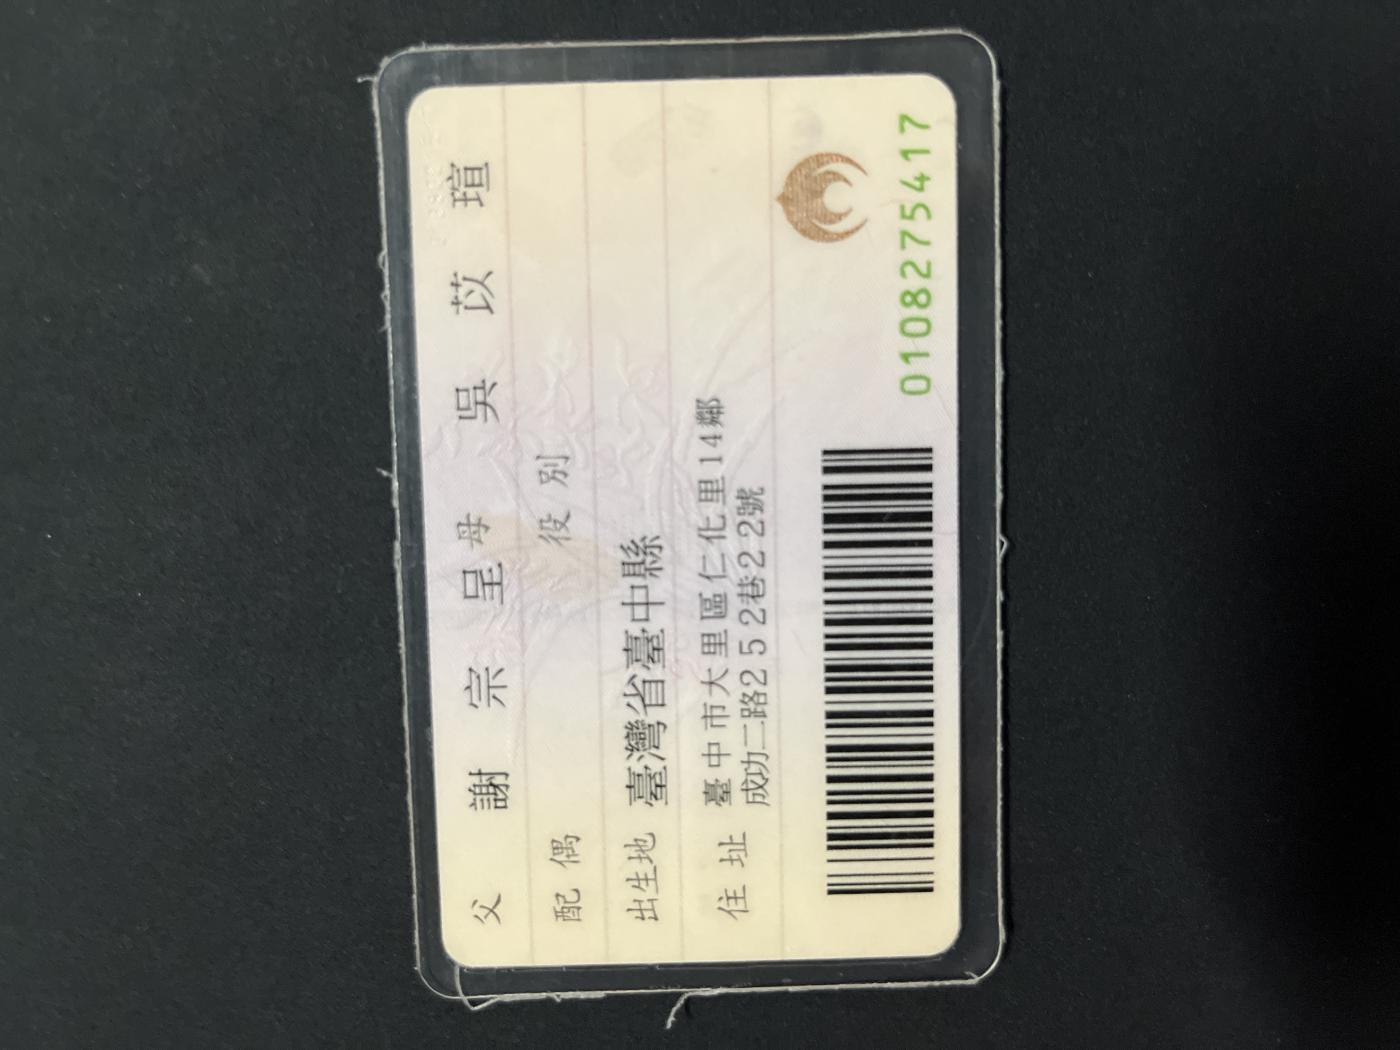 父 謝宗呈 母 吳苡瑄
配偶 役別
出生地 臺灣省臺中縣
住址 臺中市大里區仁化里14鄰
成功二路252巷22號
0108275417